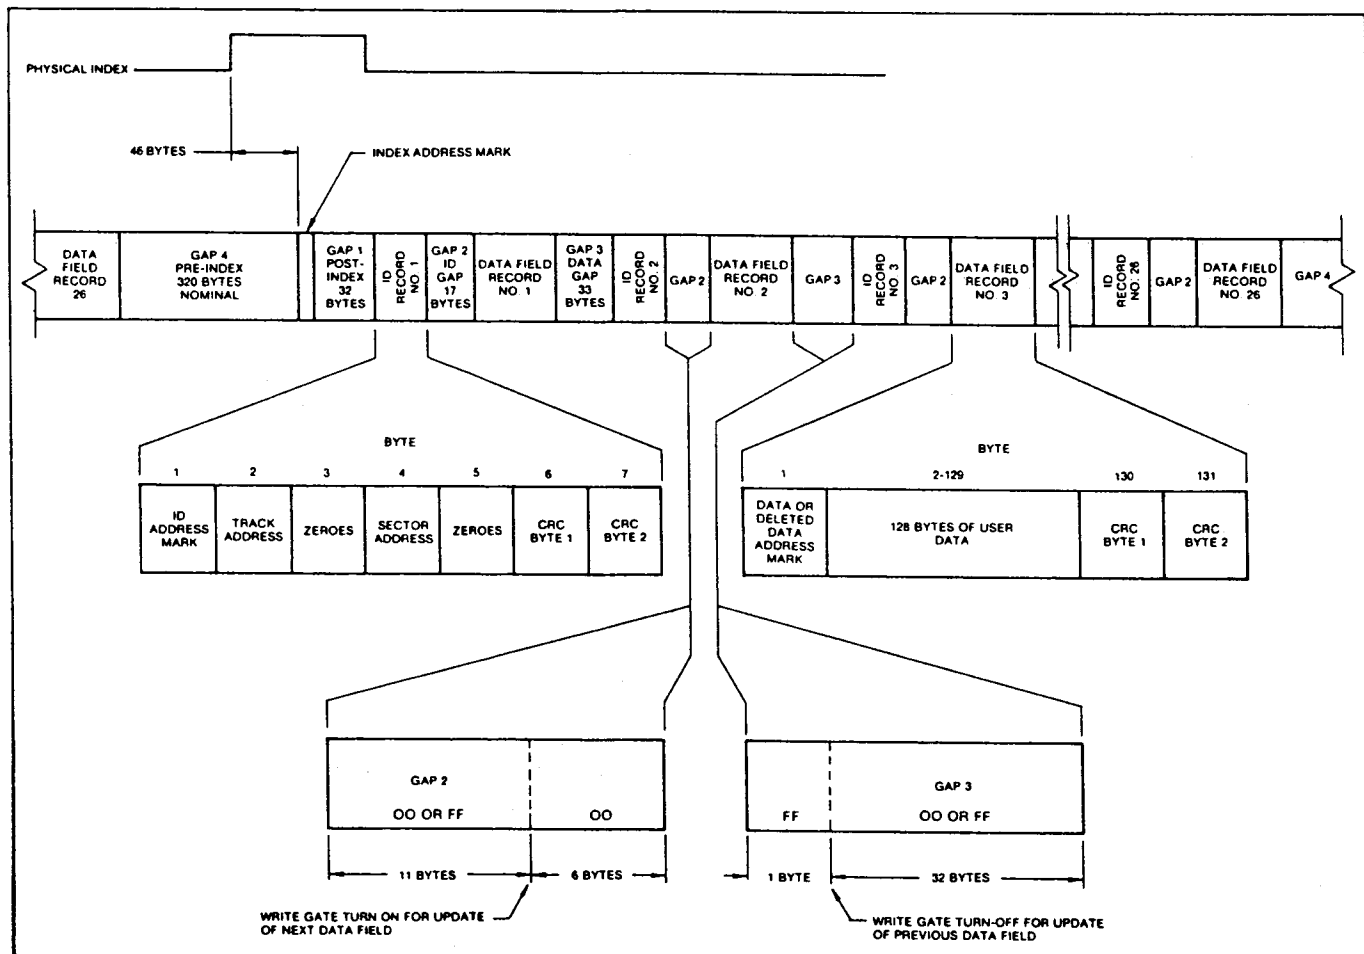 PHYSICAL INDEX
46 BYTES
INDEX ADDRESS MARK
DATA
FIELD
RECORD
26
GAP 4
PRE-INDEX
320 BYTES
NOMINAL
GAP 1
POST-
INDEX
32
BYTES
ID
RECORD
NO. 1
GAP 2
ID
GAP
17
BYTES
DATA FIELD
RECORD
NO. 1
GAP 3
DATA
GAP
33
BYTES
ID
RECORD
NO. 2
GAP 2
DATA FIELD
RECORD
NO. 2
GAP 3
ID
RECORD
NO. 3
GAP 2
DATA FIELD
RECORD
NO. 3
ID
RECORD
NO. 26
GAP 2
DATA FIELD
RECORD
NO. 26
GAP 4
BYTE
1 2 3 4 5 6 7
ID
ADDRESS
MARK
TRACK
ADDRESS
ZEROES
SECTOR
ADDRESS
ZEROES
CRC
BYTE 1
CRC
BYTE 2
BYTE
1 2-129 130 131
DATA OR
DELETED
DATA
ADDRESS
MARK
128 BYTES OF USER
DATA
CRC
BYTE 1
CRC
BYTE 2
GAP 2
OO OR FF
OO
11 BYTES
6 BYTES
WRITE GATE TURN ON FOR UPDATE
OF NEXT DATA FIELD
FF
GAP 3
OO OR FF
1 BYTE
32 BYTES
WRITE GATE TURN-OFF FOR UPDATE
OF PREVIOUS DATA FIELD